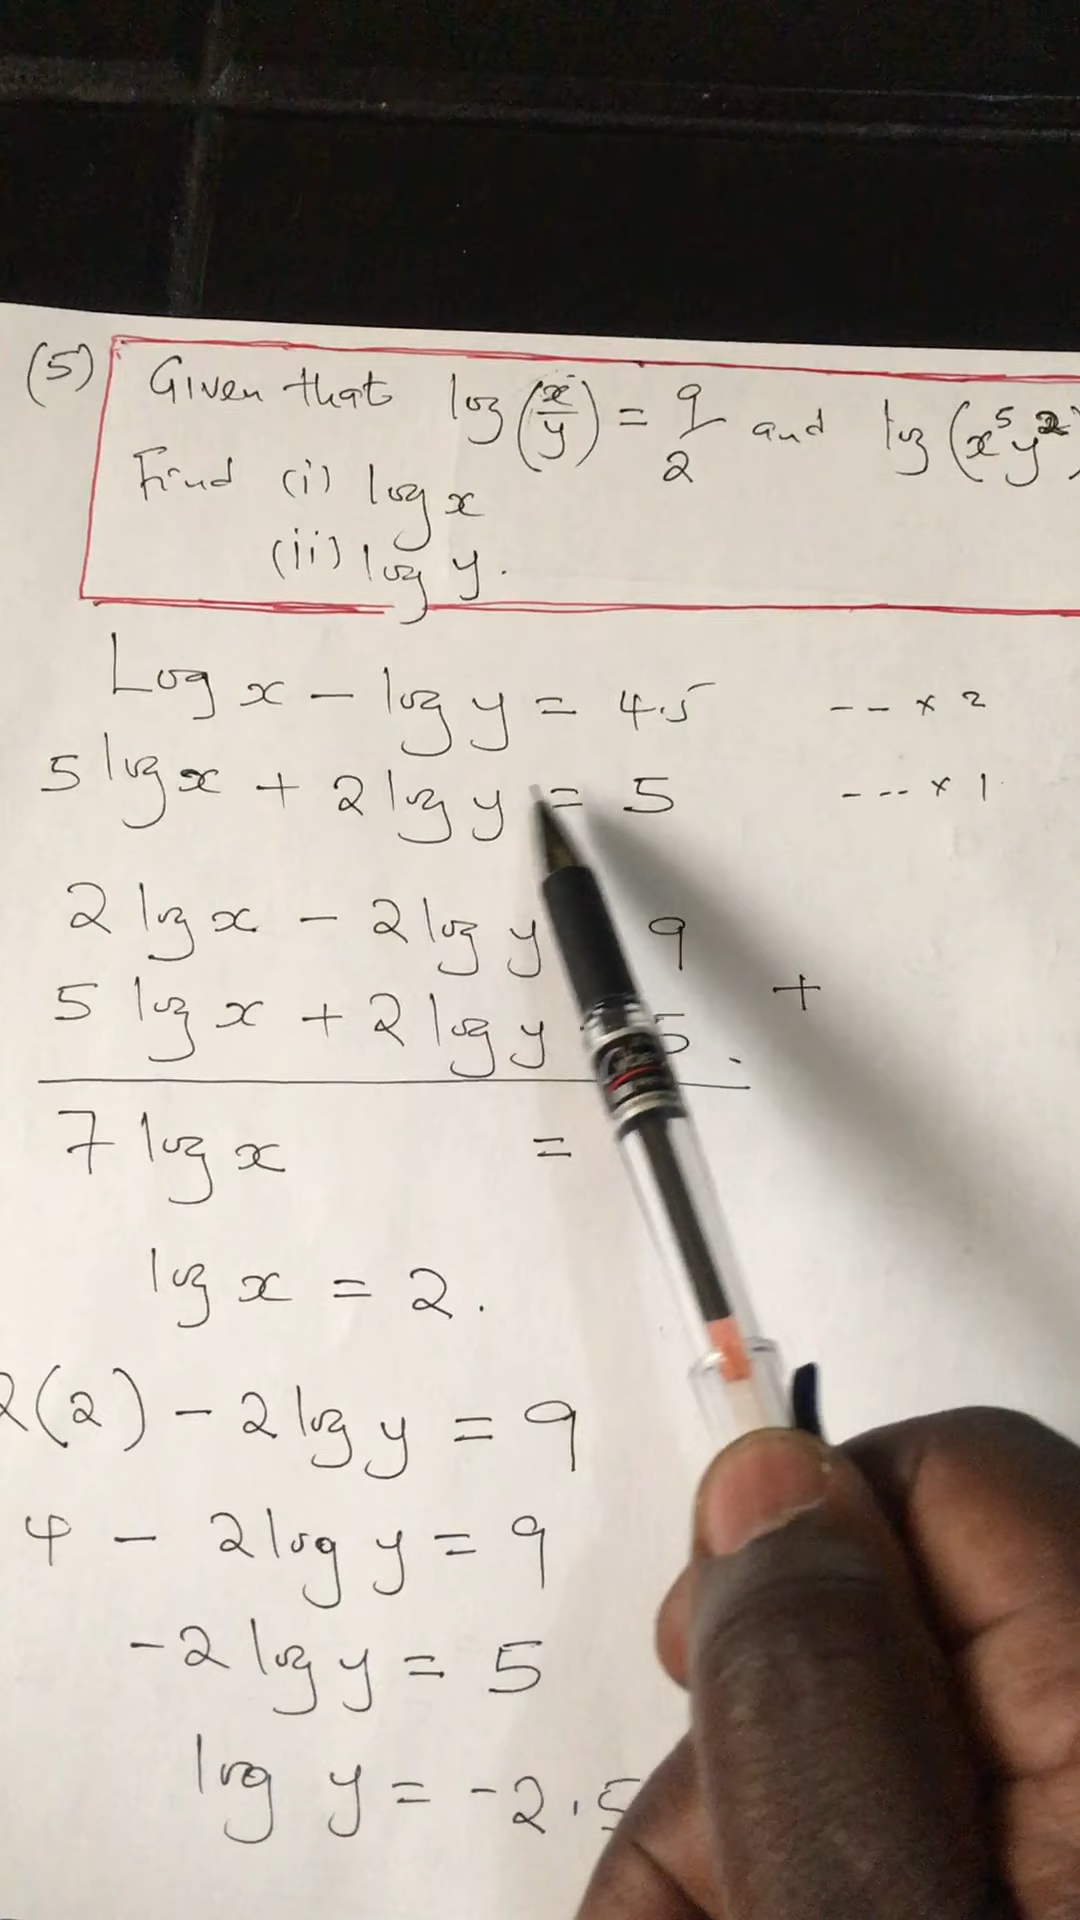 (5) Given that log(x/y) = 9/2 and log(x⁵y²)
Find (i) log x
(ii) log y.
Log x - log y = 4.5 --- × 2
5 log x + 2 log y = 5 --- × 1
2 log x - 2 log y 9
5 log x + 2 log y 5. +
7 log x =
log x = 2.
2(2) - 2 log y = 9
4 - 2 log y = 9
-2 log y = 5
log y = -2.5